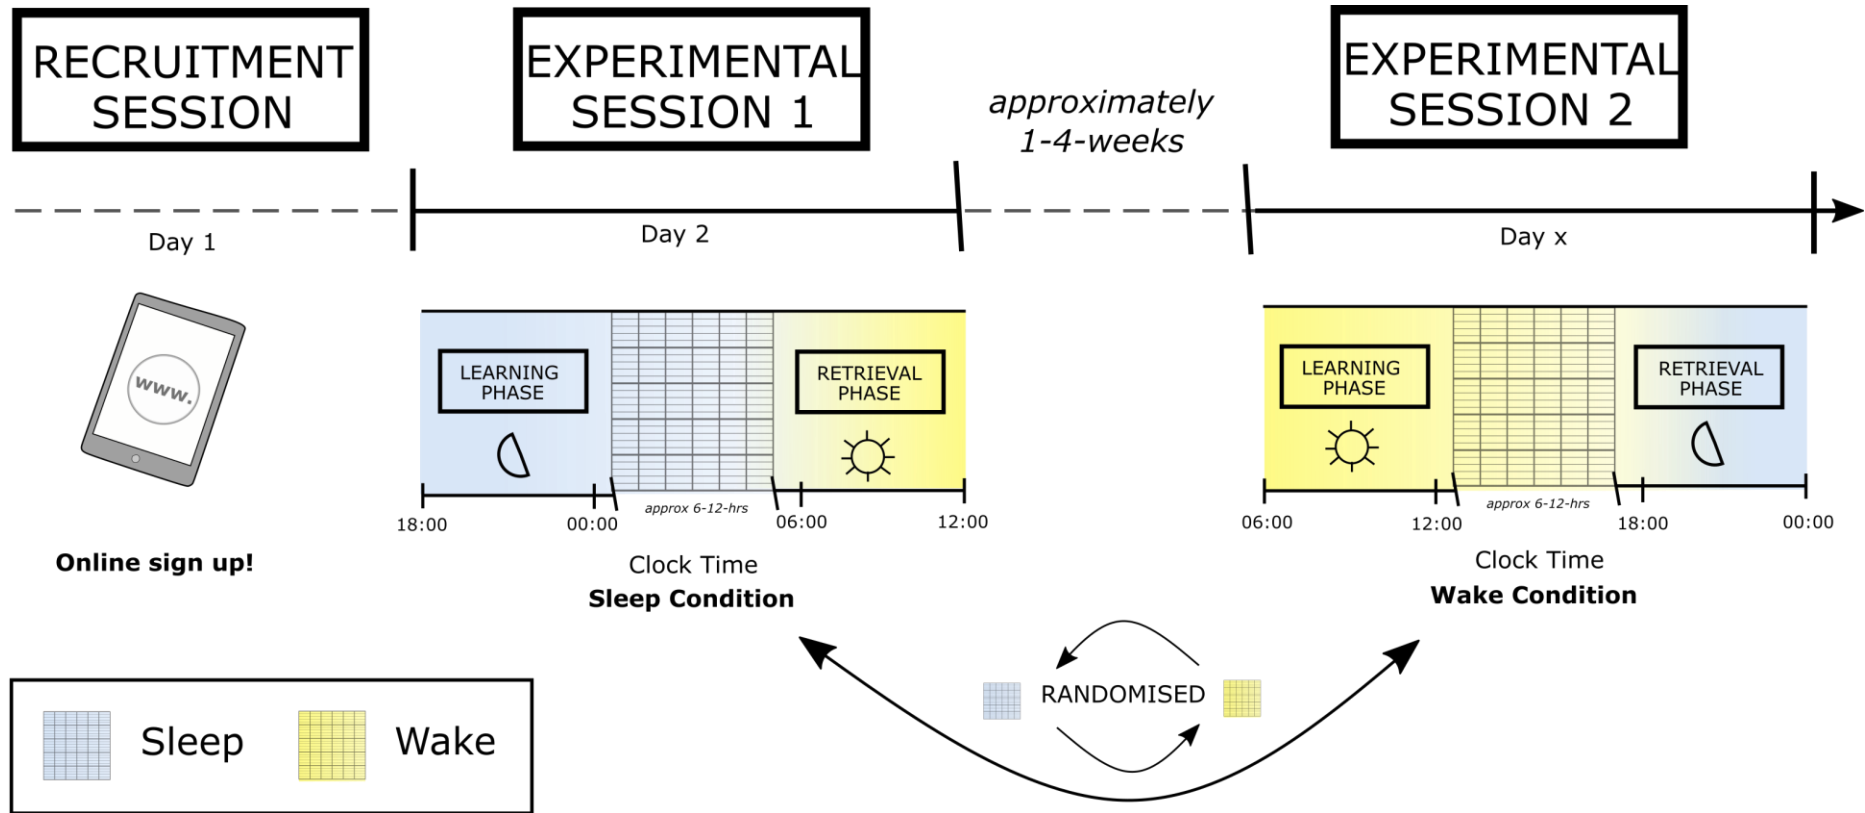 RECRUITMENT
SESSION
EXPERIMENTAL
SESSION 1
approximately
1-4-weeks
EXPERIMENTAL
SESSION 2
Day 1
Day 2
Day x
www.
Online sign up!
LEARNING
PHASE
RETRIEVAL
PHASE
18:00
00:00
approx 6-12-hrs
06:00
12:00
Clock Time
Sleep Condition
LEARNING
PHASE
RETRIEVAL
PHASE
06:00
12:00
approx 6-12-hrs
18:00
00:00
Clock Time
Wake Condition
RANDOMISED
Sleep
Wake